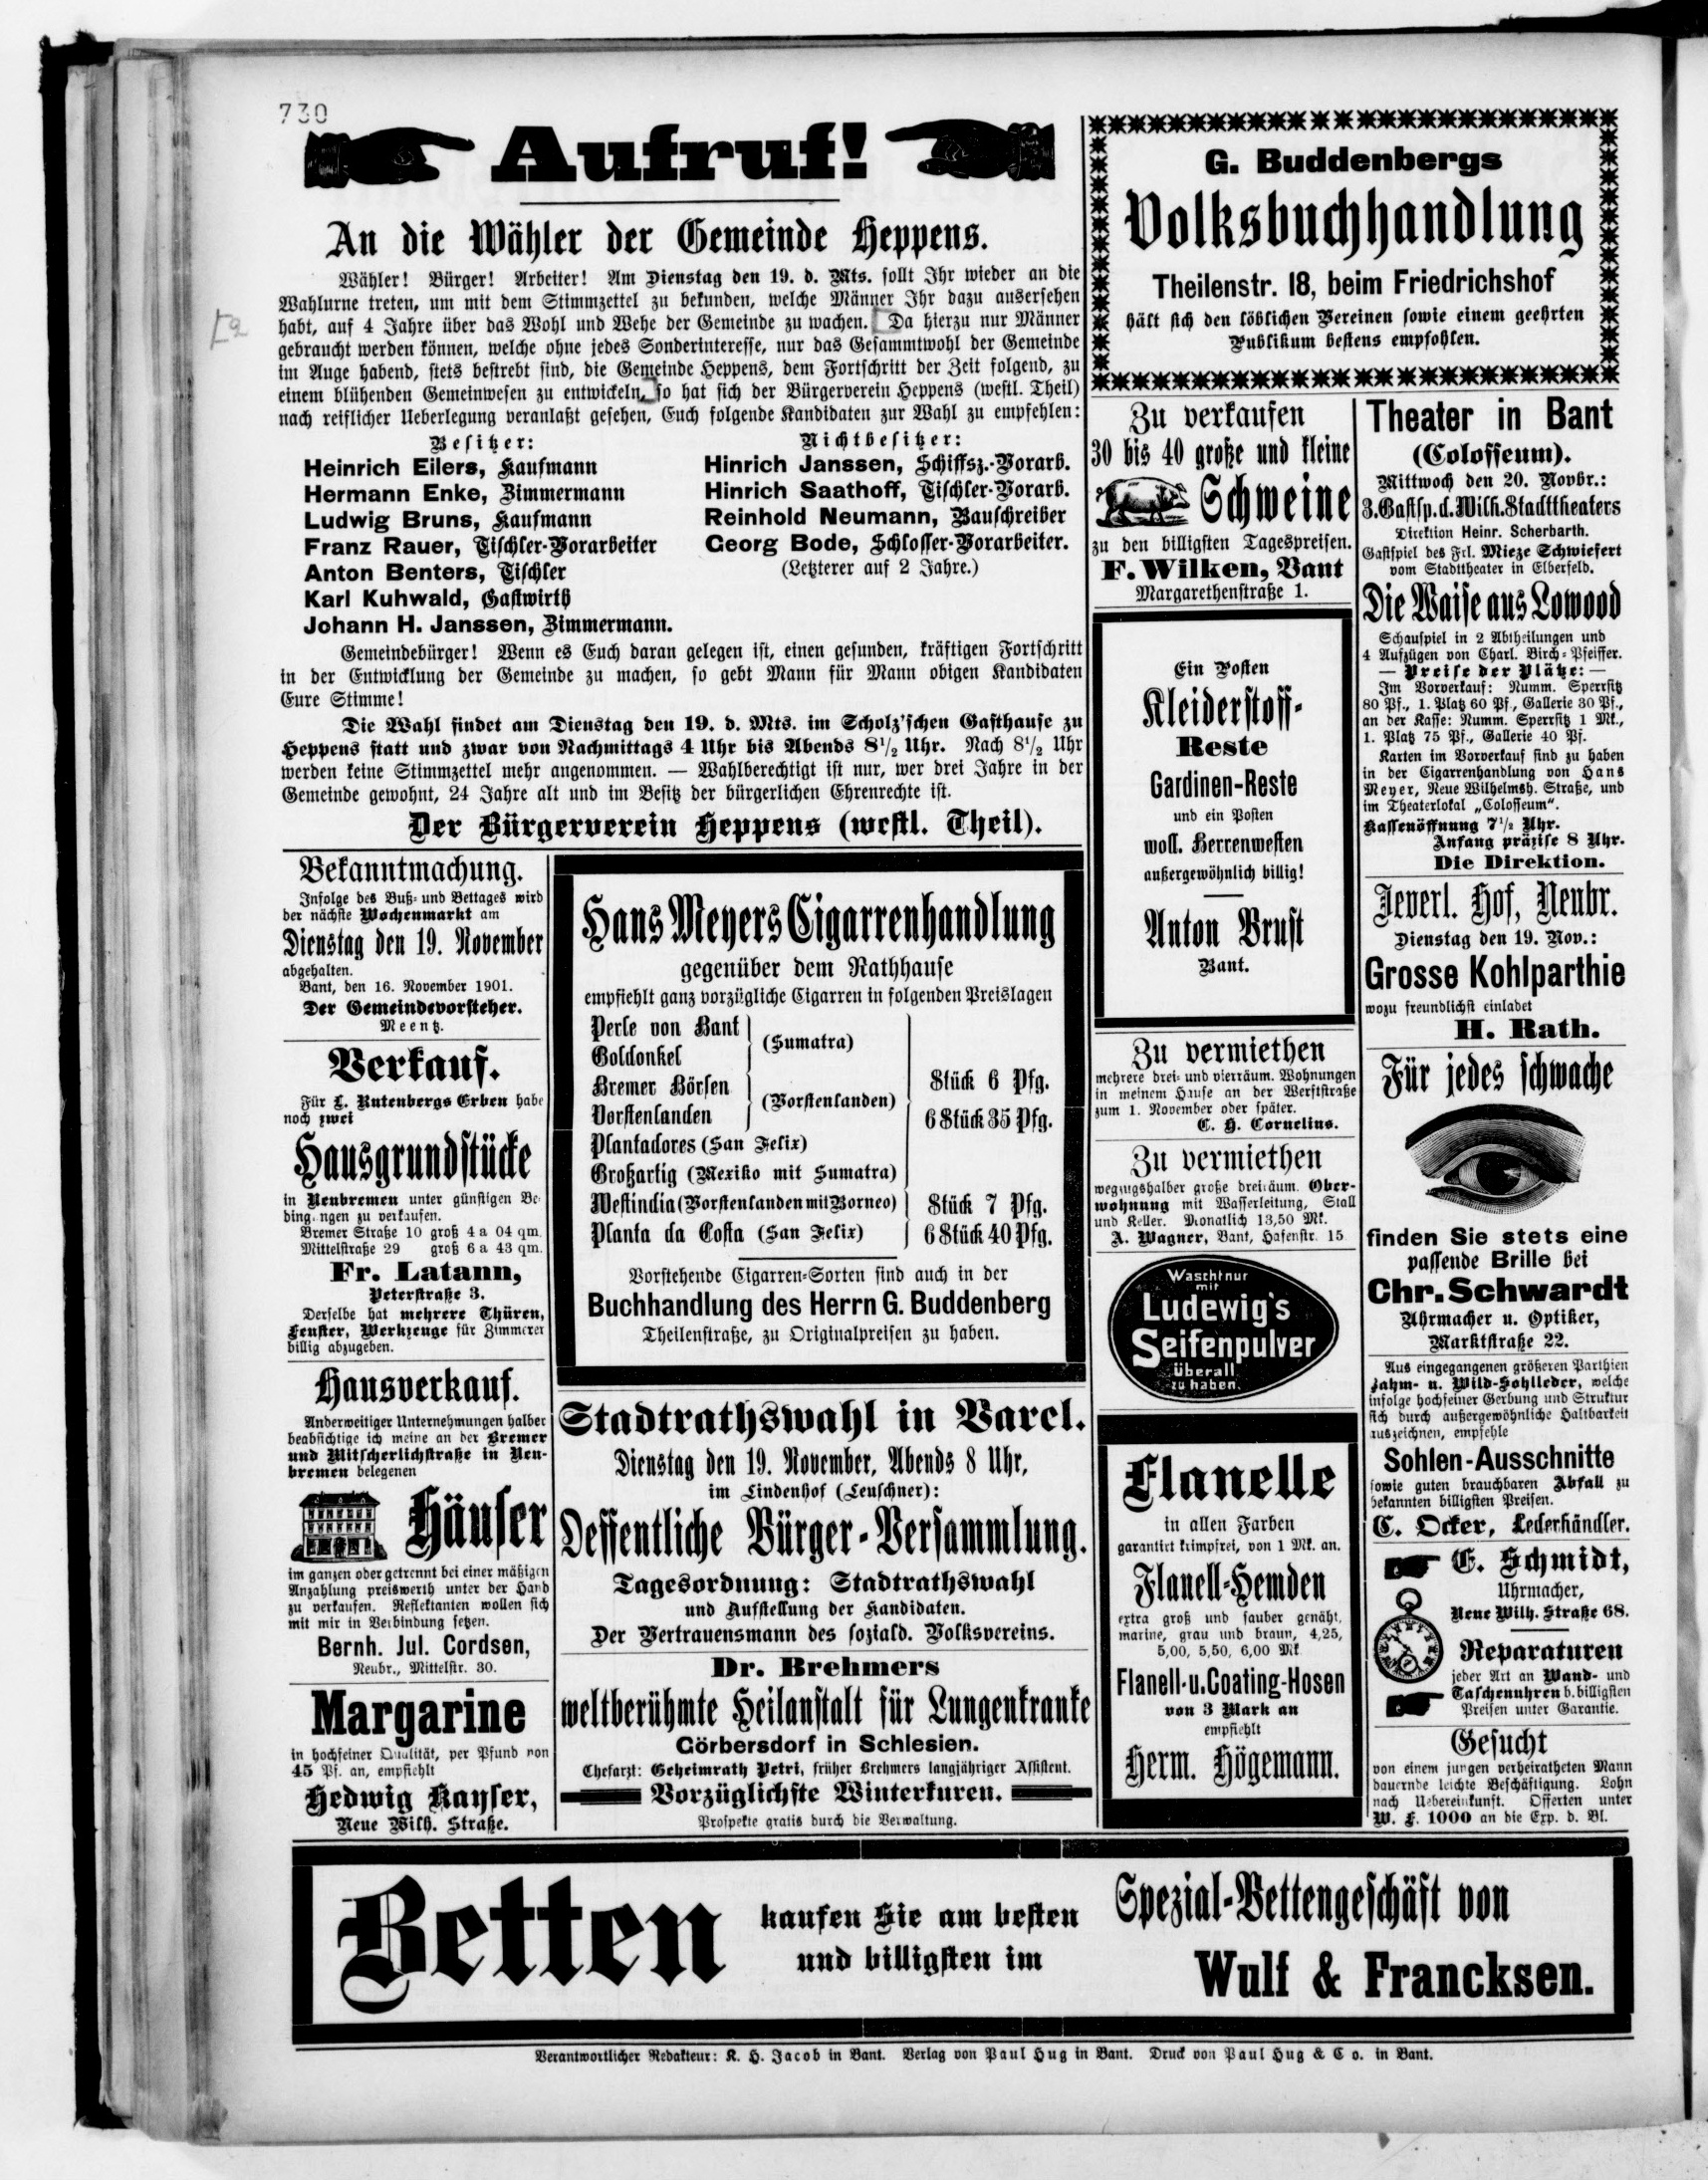 730
Aufruf!
An die Wähler der Gemeinde Heppens.
Wähler! Bürger! Arbeiter! Am Dienstag den 19. d. Mts. sollt Ihr wieder an die
Wahlurne treten, um mit dem Stimmzettel zu bekunden, welche Männer Ihr dazu ausersehen
habt, auf 4 Jahre über das Wohl und Wehe der Gemeinde zu wachen. Da hierzu nur Männer
gebraucht werden können, welche ohne jedes Sonderinteresse, nur das Gesammtwohl der Gemeinde
im Auge habend, stets bestrebt sind, die Gemeinde Heppens, dem Fortschritt der Zeit folgend, zu
einem blühenden Gemeinwesen zu entwickeln, so hat sich der Bürgerverein Heppens (westl. Theil)
nach reiflicher Ueberlegung veranlaßt gesehen, Euch folgende Kandidaten zur Wahl zu empfehlen:
Besitzer:
Heinrich Eilers, Kaufmann
Hermann Enke, Zimmermann
Ludwig Bruns, Kaufmann
Franz Rauer, Tischler-Vorarbeiter
Anton Benters, Tischler
Karl Kuhwald, Gastwirth
Johann H. Janssen, Zimmermann.
Nichtbesitzer:
Hinrich Janssen, Schiffsz.-Vorarb.
Hinrich Saathoff, Tischler-Vorarb.
Reinhold Neumann, Bauschreiber
Georg Bode, Schlosser-Vorarbeiter.
(Letzterer auf 2 Jahre.)
Gemeindebürger! Wenn es Euch daran gelegen ist, einen gesunden, kräftigen Fortschritt
in der Entwicklung der Gemeinde zu machen, so gebt Mann für Mann obigen Kandidaten
Eure Stimme!
Die Wahl findet am Dienstag den 19. d. Mts. im Scholz'schen Gasthause zu
Heppens statt und zwar von Nachmittags 4 Uhr bis Abends 8½ Uhr. Nach 8½ Uhr
werden keine Stimmzettel mehr angenommen. — Wahlberechtigt ist nur, wer drei Jahre in der
Gemeinde gewohnt, 24 Jahre alt und im Besitz der bürgerlichen Ehrenrechte ist.
Der Bürgerverein Heppens (westl. Theil).
Bekanntmachung.
Infolge des Buß- und Bettages wird
der nächste Wochenmarkt am
Dienstag den 19. November
abgehalten.
Bant, den 16. November 1901.
Der Gemeindevorsteher.
Meentz.
Verkauf.
Für L. Rutenbergs Erben habe
noch zwei
Hausgrundstücke
in Neubremen unter günstigen Be-
dingungen zu verkaufen.
Bremer Straße 10 groß 4 a 04 qm,
Mittelstraße 29 groß 6 a 43 qm.
Fr. Latann,
Peterstraße 3.
Derselbe hat mehrere Thüren,
Fenster, Werkzeuge für Zimmerer
billig abzugeben.
Hausverkauf.
Anderweitiger Unternehmungen halber
beabsichtige ich meine an der Bremer
und Mitscherlichstraße in Neu-
bremen belegenen
Häuser
im ganzen oder getrennt bei einer mäßigen
Anzahlung preiswerth unter der Hand
zu verkaufen. Reflektanten wollen sich
mit mir in Verbindung setzen.
Bernh. Jul. Cordsen,
Neubr., Mittelstr. 30.
Margarine
in hochfeiner Qualität, per Pfund von
45 Pf. an, empfiehlt
Hedwig Kayser,
Neue Wilh. Straße.
Hans Meyers Cigarrenhandlung
gegenüber dem Rathhause
empfiehlt ganz vorzügliche Cigarren in folgenden Preislagen
Perle von Bant
Goldonkel
(Sumatra)
Bremer Börsen
Vorstenlanden
(Vorstenlanden)
Plantadores (San Felix)
Großartig (Mexiko mit Sumatra)
Stück 6 Pfg.
6 Stück 35 Pfg.
Westindia (Vorstenlanden mit Borneo)
Planta da Costa (San Felix)
Stück 7 Pfg.
6 Stück 40 Pfg.
Vorstehende Cigarren-Sorten sind auch in der
Buchhandlung des Herrn G. Buddenberg
Theilenstraße, zu Originalpreisen zu haben.
Stadtrathswahl in Varel.
Dienstag den 19. November, Abends 8 Uhr,
im Lindenhof (Leuschner):
Oeffentliche Bürger-Versammlung.
Tagesordnung: Stadtrathswahl
und Aufstellung der Kandidaten.
Der Vertrauensmann des soziald. Volksvereins.
Dr. Brehmers
weltberühmte Heilanstalt für Lungenkranke
Görbersdorf in Schlesien.
Chefarzt: Geheimrath Petri, früher Brehmers langjähriger Assistent.
Vorzüglichste Winterkuren.
Prospekte gratis durch die Verwaltung.
G. Buddenbergs
Volksbuchhandlung
Theilenstr. 18, beim Friedrichshof
hält sich den löblichen Vereinen sowie einem geehrten
Publikum bestens empfohlen.
Zu verkaufen
30 bis 40 große und kleine
Schweine
zu den billigsten Tagespreisen.
F. Wilken, Bant
Margarethenstraße 1.
Ein Posten
Kleiderstoff-
Reste
Gardinen-Reste
und ein Posten
woll. Herrenwesten
außergewöhnlich billig!
Anton Brust
Bant.
Zu vermiethen
mehrere drei- und vierräum. Wohnungen
in meinem Hause an der Werftstraße
zum 1. November oder später.
C. H. Cornelius.
Zu vermiethen
wegzugshalber große dreiräum. Ober-
wohnung mit Wasserleitung, Stall
und Keller. Monatlich 13,50 Mk.
A. Wagner, Bant, Hafenstr. 15
Wascht nur
mit
Ludewig's
Seifenpulver
überall
zu haben.
Flanelle
in allen Farben
garantirt krimpfrei, von 1 Mk. an.
Flanell-Hemden
extra groß und sauber genäht,
marine, grau und braun, 4,25,
5,00, 5,50, 6,00 Mk
Flanell- u. Coating-Hosen
von 3 Mark an
empfiehlt
Herm. Högemann.
Theater in Bant
(Colosseum).
Mittwoch den 20. Novbr.:
3. Gastsp. d. Wilh. Stadttheaters
Direktion Heinr. Scherbarth.
Gastspiel des Frl. Mieze Schwiefert
vom Stadttheater in Elberfeld.
Die Waise aus Lowood
Schauspiel in 2 Abtheilungen und
4 Aufzügen von Charl. Birch-Pfeiffer.
— Preise der Plätze: —
Im Vorverkauf: Numm. Sperrsitz
80 Pf., 1. Platz 60 Pf., Gallerie 30 Pf.,
an der Kasse: Numm. Sperrsitz 1 Mk.,
1. Platz 75 Pf., Gallerie 40 Pf.
Karten im Vorverkauf sind zu haben
in der Cigarrenhandlung von Hans
Meyer, Neue Wilhelmsh. Straße, und
im Theaterlokal „Colosseum".
Kassenöffnung 7½ Uhr.
Anfang präzise 8 Uhr.
Die Direktion.
Jeverl. Hof, Neubr.
Dienstag den 19. Nov.:
Grosse Kohlparthie
wozu freundlichst einladet
H. Rath.
Für jedes schwache
finden Sie stets eine
passende Brille bei
Chr. Schwardt
Uhrmacher u. Optiker,
Marktstraße 22.
Aus eingegangenen größeren Parthien
Zahm- u. Wild-Sohlleder, welche
infolge hochfeiner Gerbung und Struktur
sich durch außergewöhnliche Haltbarkeit
auszeichnen, empfehle
Sohlen-Ausschnitte
sowie guten brauchbaren Abfall zu
bekannten billigsten Preisen.
C. Ocker, Lederhändler.
E. Schmidt,
Uhrmacher,
Neue Wilh. Straße 68.
Reparaturen
jeder Art an Wand- und
Taschenuhren b. billigsten
Preisen unter Garantie.
Gesucht
von einem jungen verheiratheten Mann
dauernde leichte Beschäftigung. Lohn
nach Uebereinkunft. Offerten unter
W. F. 1000 an die Exp. d. Bl.
Betten
kaufen Sie am besten
und billigsten im
Spezial-Bettengeschäft von
Wulf & Francksen.
Verantwortlicher Redakteur: K. H. Jacob in Bant. Verlag von Paul Hug in Bant. Druck von Paul Hug & Co. in Bant.